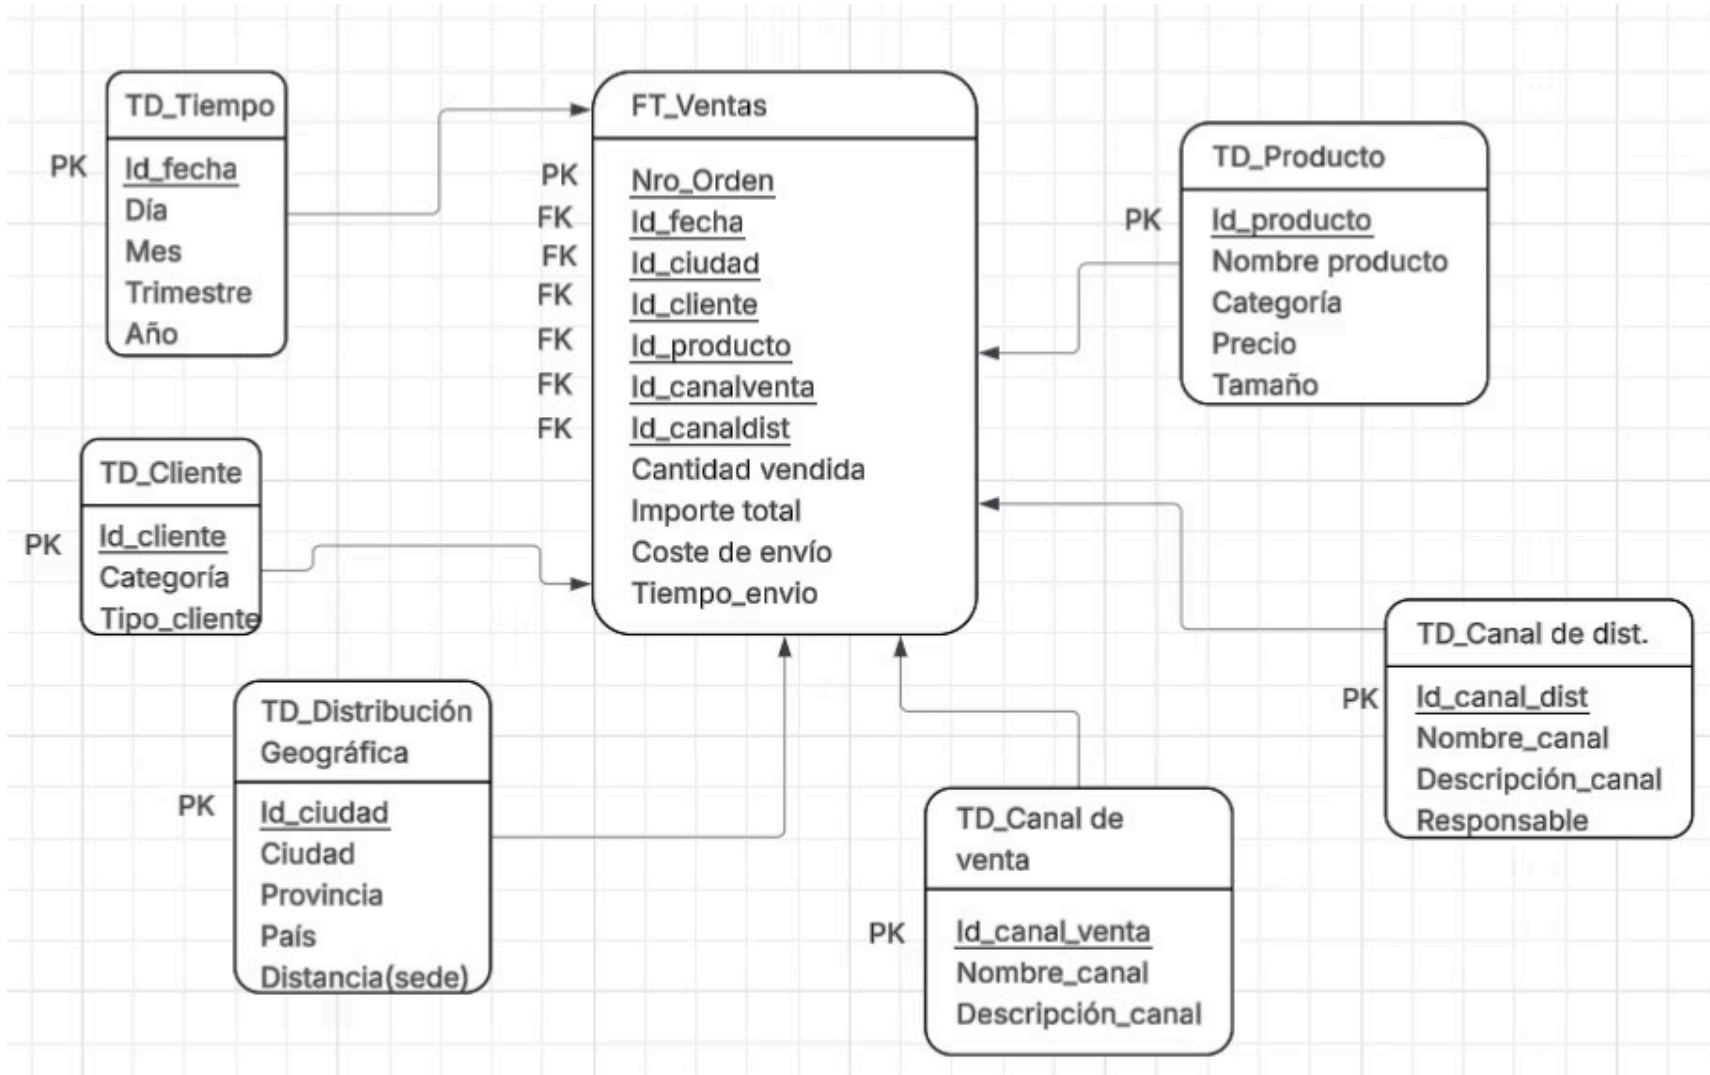 TD_Tiempo
PK
Id_fecha
Día
Mes
Trimestre
Año
FT_Ventas
PK Nro_Orden
FK Id_fecha
FK Id_ciudad
FK Id_cliente
FK Id_producto
FK Id_canalventa
FK Id_canaldist
Cantidad vendida
Importe total
Coste de envío
Tiempo_envio
TD_Producto
PK Id_producto
Nombre producto
Categoría
Precio
Tamaño
TD_Cliente
PK Id_cliente
Categoría
Tipo_cliente
TD_Distribución
Geográfica
PK Id_ciudad
Ciudad
Provincia
País
Distancia(sede)
TD_Canal de
venta
PK Id_canal_venta
Nombre_canal
Descripción_canal
TD_Canal de dist.
PK Id_canal_dist
Nombre_canal
Descripción_canal
Responsable